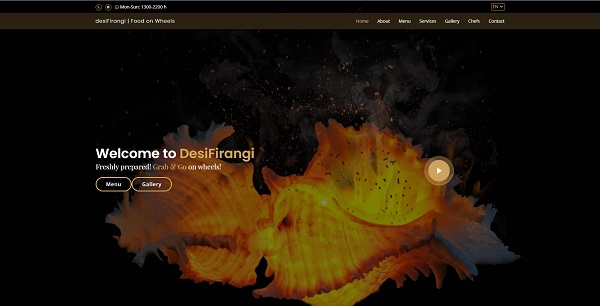 Mon-Sun: 1300-2200 h
EN
desiFirangi | Food on Wheels
Home About Menu Services Gallery Chefs Contact
Welcome to DesiFirangi
Freshly prepared! Grab & Go on wheels!
Menu Gallery